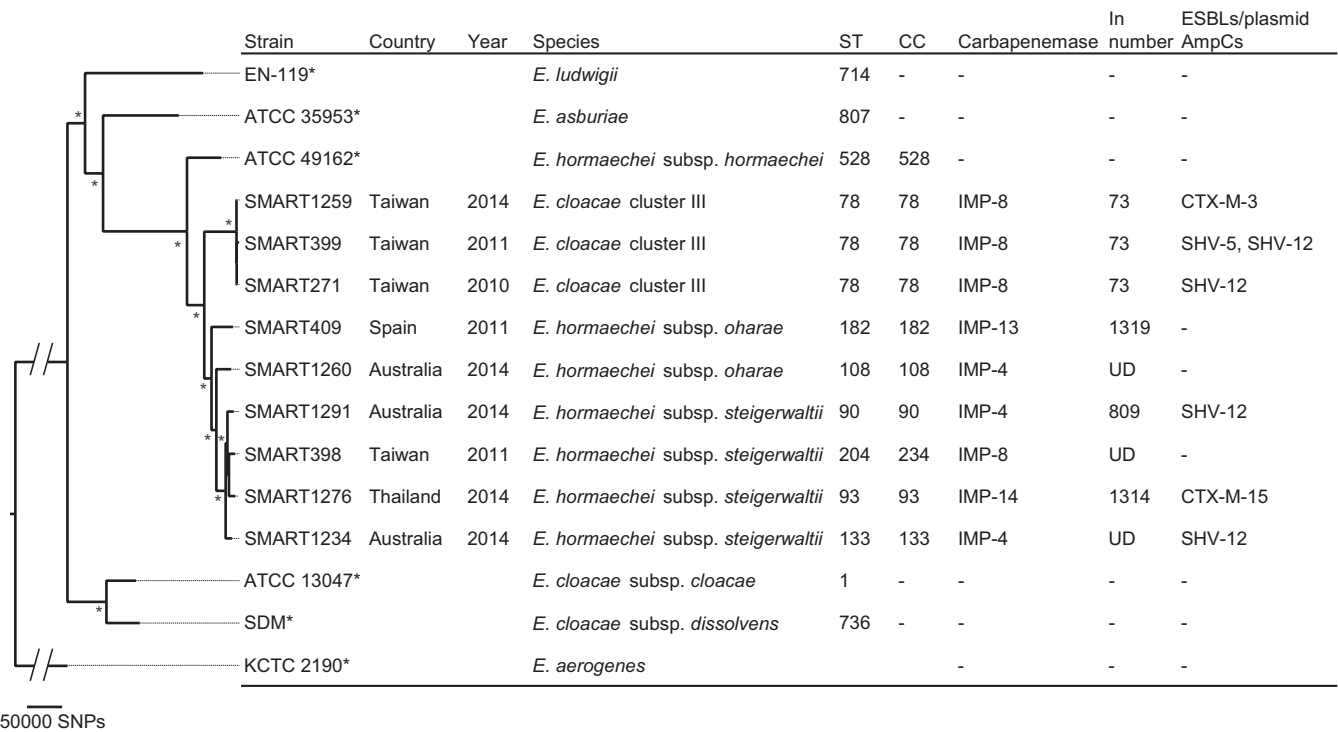 Strain Country Year Species ST CC Carbapenemase In number ESBLs/plasmid AmpCs
EN-119* E. ludwigii 714 - - - -
ATCC 35953* E. asburiae 807 - - - -
ATCC 49162* E. hormaechei subsp. hormaechei 528 528 - - -
SMART1259 Taiwan 2014 E. cloacae cluster III 78 78 IMP-8 73 CTX-M-3
SMART399 Taiwan 2011 E. cloacae cluster III 78 78 IMP-8 73 SHV-5, SHV-12
SMART271 Taiwan 2010 E. cloacae cluster III 78 78 IMP-8 73 SHV-12
SMART409 Spain 2011 E. hormaechei subsp. oharae 182 182 IMP-13 1319 -
SMART1260 Australia 2014 E. hormaechei subsp. oharae 108 108 IMP-4 UD -
SMART1291 Australia 2014 E. hormaechei subsp. steigerwaltii 90 90 IMP-4 809 SHV-12
SMART398 Taiwan 2011 E. hormaechei subsp. steigerwaltii 204 234 IMP-8 UD -
SMART1276 Thailand 2014 E. hormaechei subsp. steigerwaltii 93 93 IMP-14 1314 CTX-M-15
SMART1234 Australia 2014 E. hormaechei subsp. steigerwaltii 133 133 IMP-4 UD SHV-12
ATCC 13047* E. cloacae subsp. cloacae 1 - - - -
SDM* E. cloacae subsp. dissolvens 736 - - - -
KCTC 2190* E. aerogenes - - -
50000 SNPs